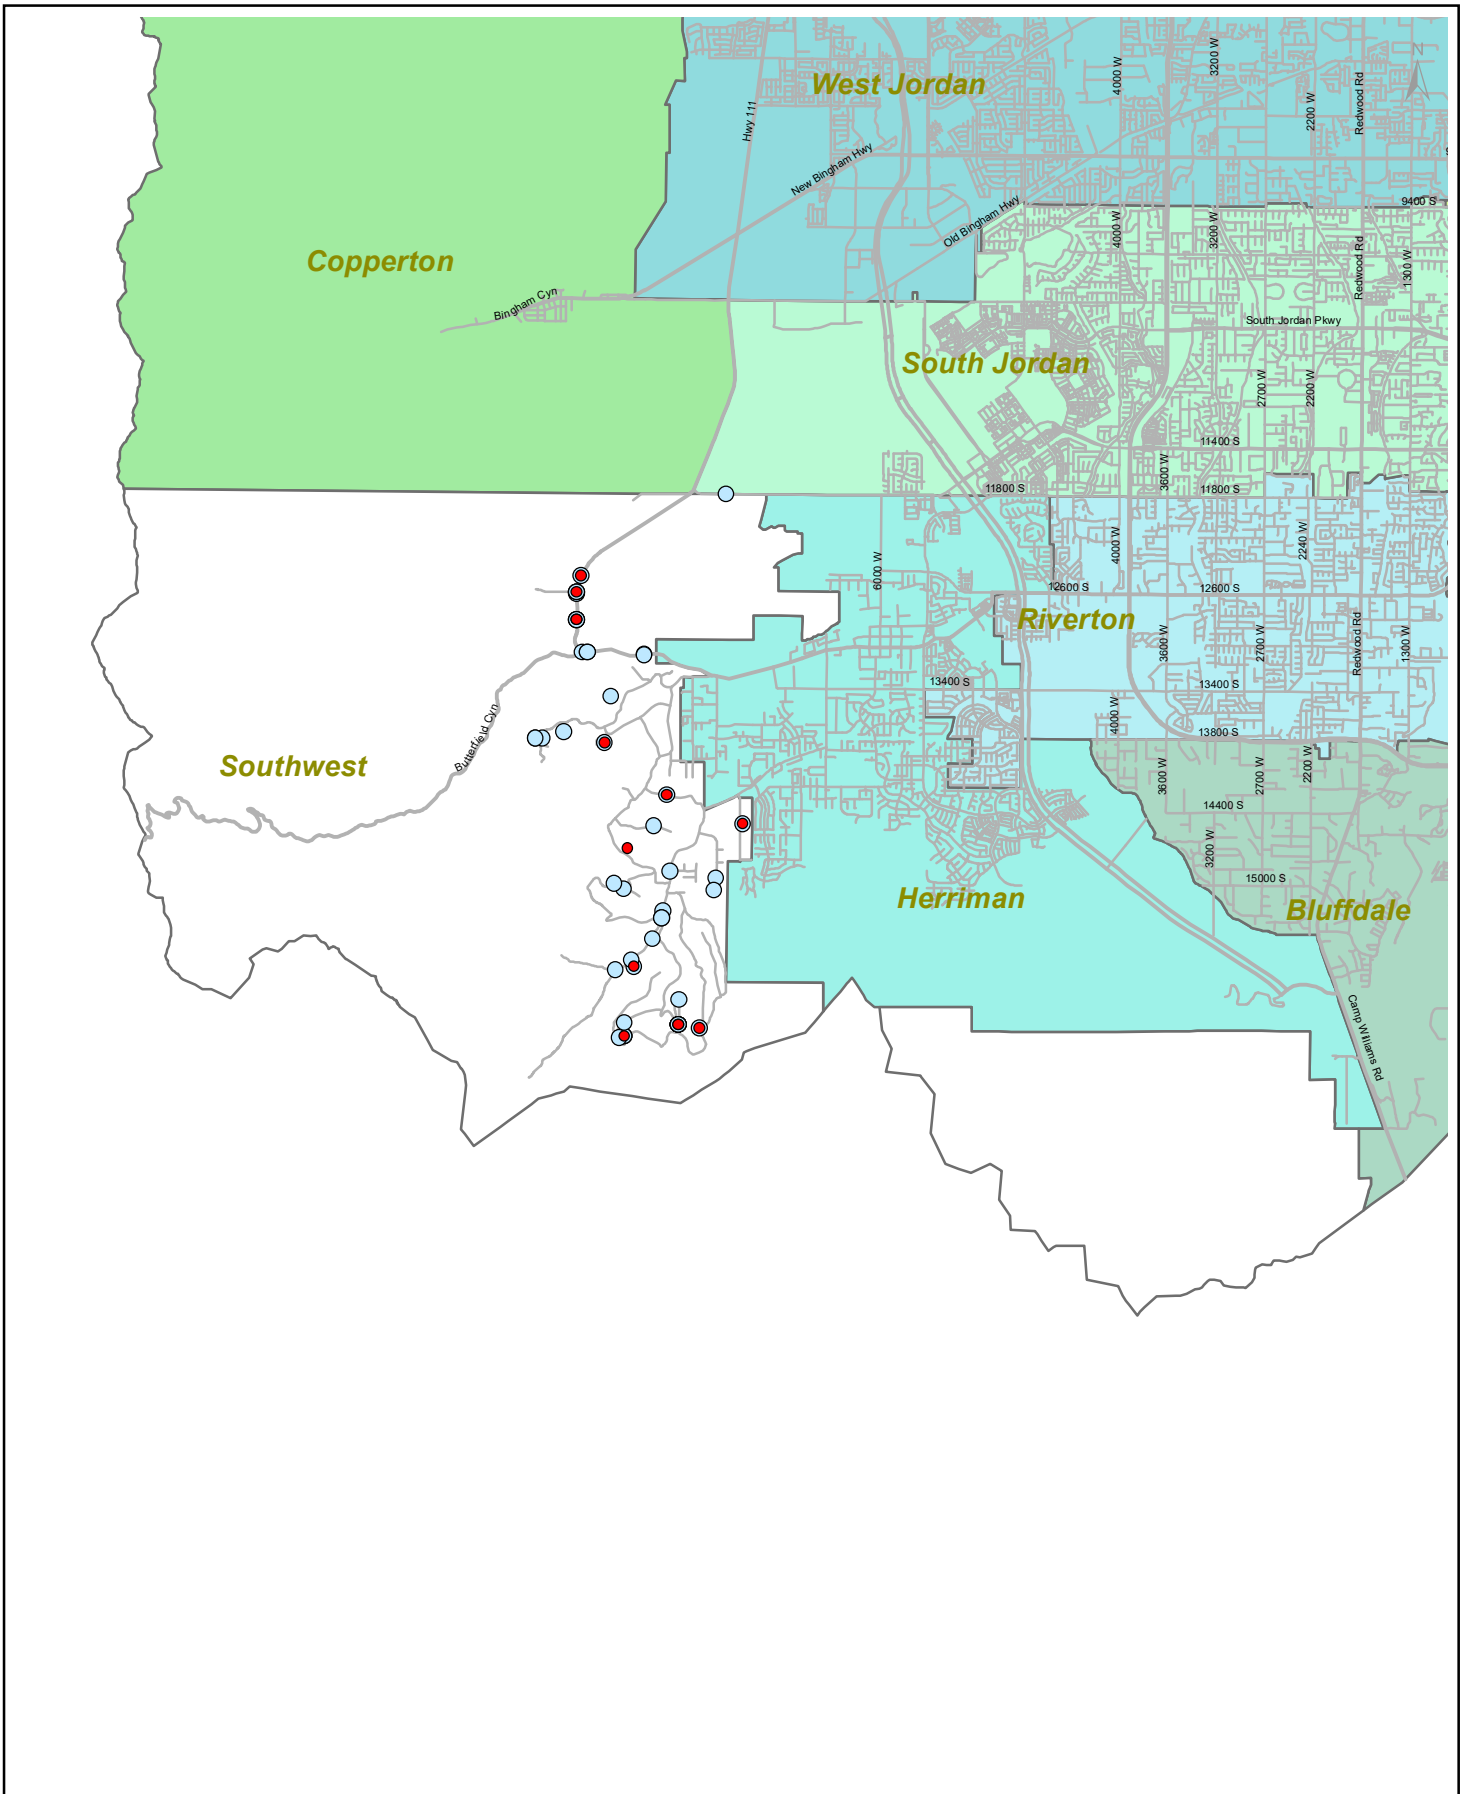 N
3200 W
4000 W
West Jordan
2200 W
Redwood Rd
Hwy 111
New Bingham Hwy
9400 S
Old Bingham Hwy
4000 W
3200 W
Copperton
Redwood Rd
1300 W
Bingham Cyn
South Jordan Pkwy
South Jordan
2700 W
2200 W
11400 S
3600 W
11800 S
11800 S
4000 W
2240 W
6000 W
12600 S
12600 S
Riverton
3600 W
2700 W
Redwood Rd
1300 W
13400 S
13400 S
4000 W
13800 S
Butterfield Cyn
Southwest
3600 W
2700 W
2200 W
14400 S
3200 W
15000 S
Herriman
Bluffdale
Camp Williams Rd